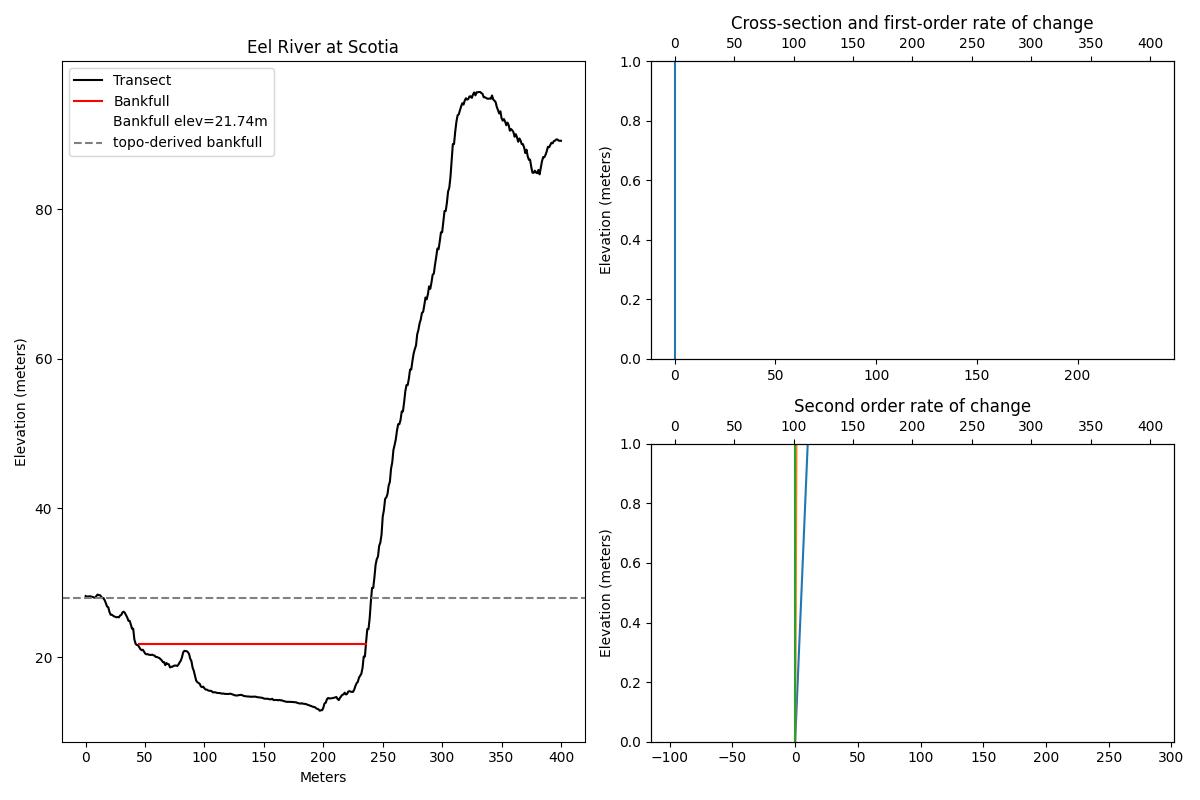 Eel River at Scotia
Transect
Bankfull
Bankfull elev=21.74m
topo-derived bankfull
Elevation (meters)
80
60
40
20
0 50 100 150 200 250 300 350 400
Meters
Cross-section and first-order rate of change
0 50 100 150 200 250 300 350 400
Elevation (meters)
1.0
0.8
0.6
0.4
0.2
0.0
0 50 100 150 200
Second order rate of change
0 50 100 150 200 250 300 350 400
Elevation (meters)
1.0
0.8
0.6
0.4
0.2
0.0
−100 −50 0 50 100 150 200 250 300